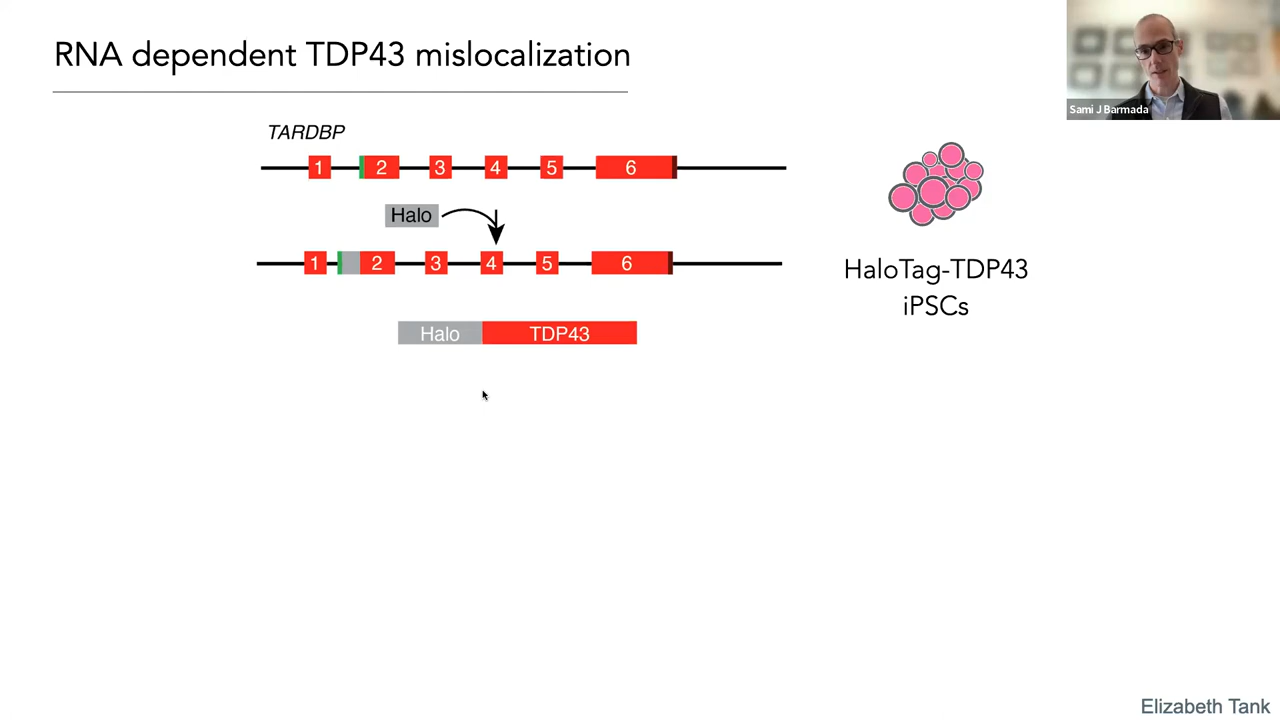 RNA dependent TDP43 mislocalization
Sami J Barmada
TARDBP
1 2 3 4 5 6
Halo
1 2 3 4 5 6
HaloTag-TDP43
iPSCs
Halo TDP43
Elizabeth Tank